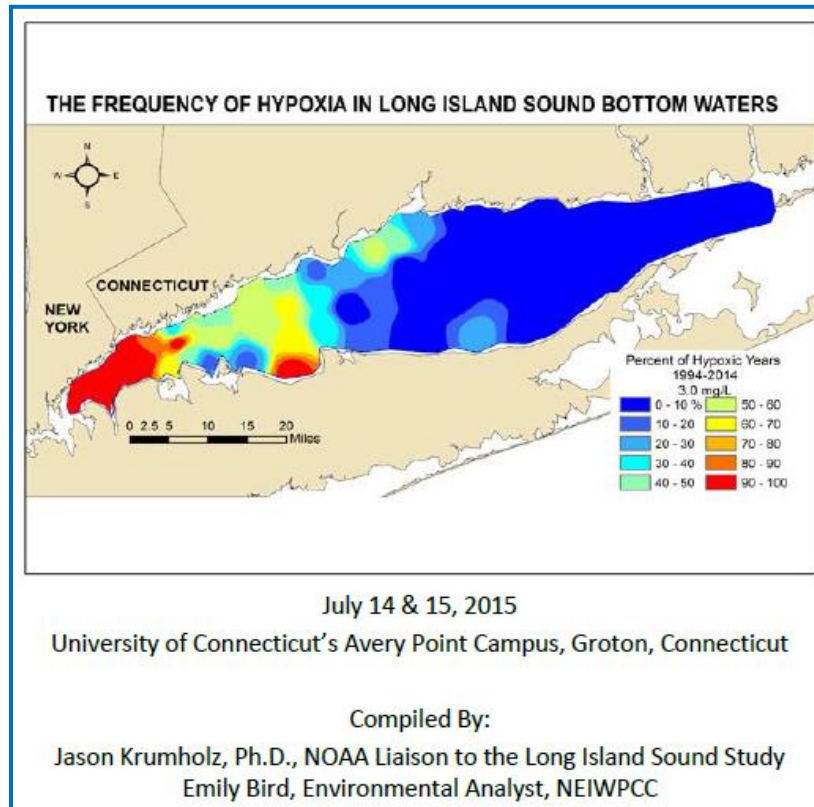 THE FREQUENCY OF HYPOXIA IN LONG ISLAND SOUND BOTTOM WATERS
N
W E
S
CONNECTICUT
NEW
YORK
0 2.5 5 10 15 20
Miles
Percent of Hypoxic Years
1994-2014
3.0 mg/L
0 - 10 % 50 - 60
10 - 20 60 - 70
20 - 30 70 - 80
30 - 40 80 - 90
40 - 50 90 - 100
July 14 & 15, 2015
University of Connecticut's Avery Point Campus, Groton, Connecticut
Compiled By:
Jason Krumholz, Ph.D., NOAA Liaison to the Long Island Sound Study
Emily Bird, Environmental Analyst, NEIWPCC